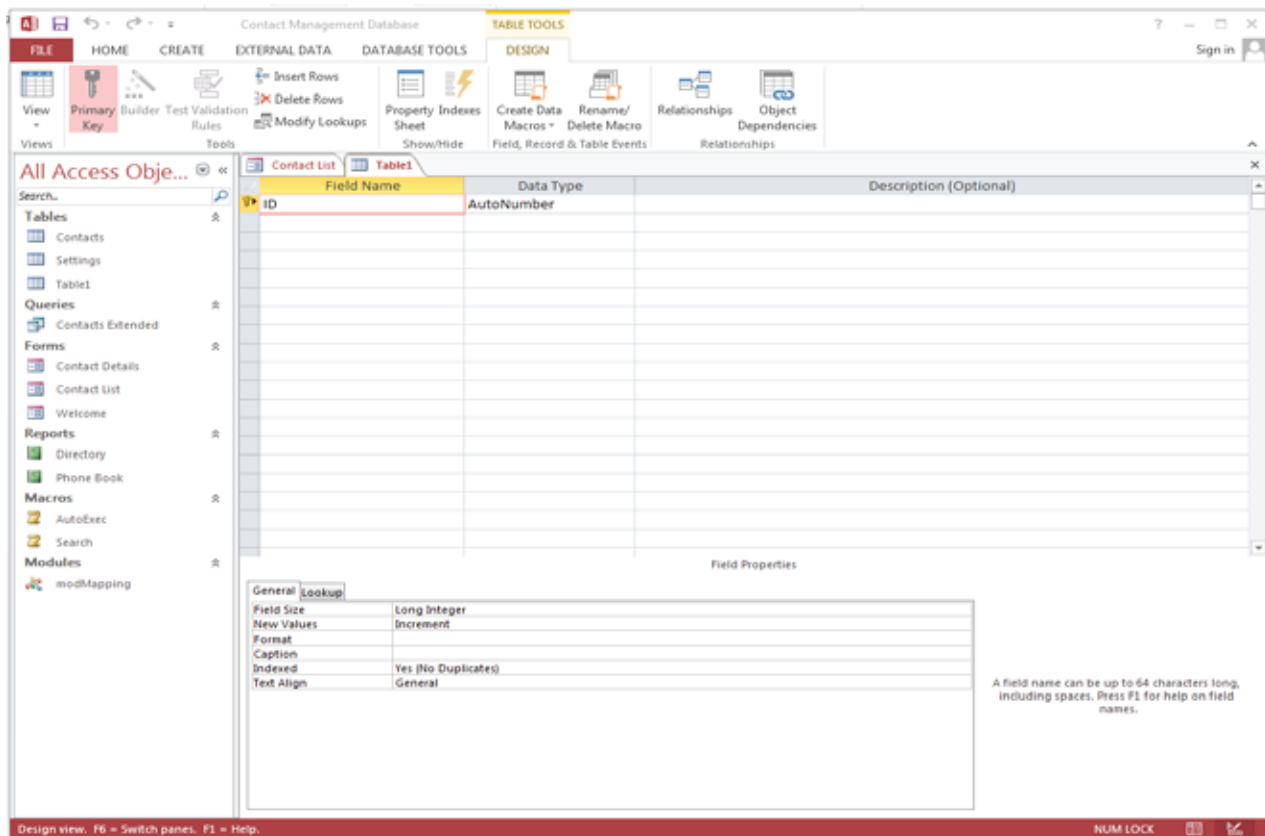 Contact Management Database
TABLE TOOLS
?
FILE HOME CREATE EXTERNAL DATA DATABASE TOOLS DESIGN Sign in
View
Primary Key
Builder
Test Validation Rules
Insert Rows
Delete Rows
Modify Lookups
Property Sheet
Indexes
Create Data Macros
Rename/ Delete Macro
Relationships
Object Dependencies
Views Tools Show/Hide Field, Record & Table Events Relationships
All Access Obje...
Search...
Tables
Contacts
Settings
Table1
Queries
Contacts Extended
Forms
Contact Details
Contact List
Welcome
Reports
Directory
Phone Book
Macros
AutoExec
Search
Modules
modMapping
Contact List Table1
Field Name Data Type Description (Optional)
ID AutoNumber
Field Properties
General Lookup
Field Size Long Integer
New Values Increment
Format
Caption
Indexed Yes (No Duplicates)
Text Align General
A field name can be up to 64 characters long,
including spaces. Press F1 for help on field
names.
Design view. F6 = Switch panes. F1 = Help. NUM LOCK